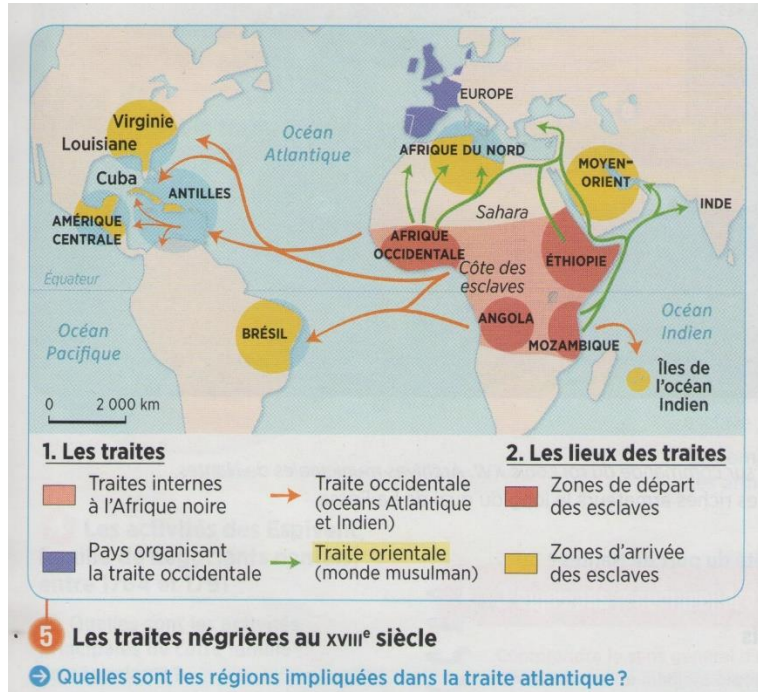 EUROPE
Virginie
Océan
Atlantique
Louisiane
AFRIQUE DU NORD
MOYEN-
ORIENT
Cuba
ANTILLES
INDE
Sahara
AMÉRIQUE
CENTRALE
AFRIQUE
OCCIDENTALE
ÉTHIOPIE
Côte des
esclaves
Équateur
Océan
Pacifique
BRÉSIL
ANGOLA
MOZAMBIQUE
Océan
Indien
Îles de
l'océan
Indien
0 2 000 km
1. Les traites
Traites internes
à l'Afrique noire
Pays organisant
la traite occidentale
Traite occidentale
(océans Atlantique
et Indien)
Traite orientale
(monde musulman)
2. Les lieux des traites
Zones de départ
des esclaves
Zones d'arrivée
des esclaves
5 Les traites négrières au XVIIIe siècle
Quelles sont les régions impliquées dans la traite atlantique ?